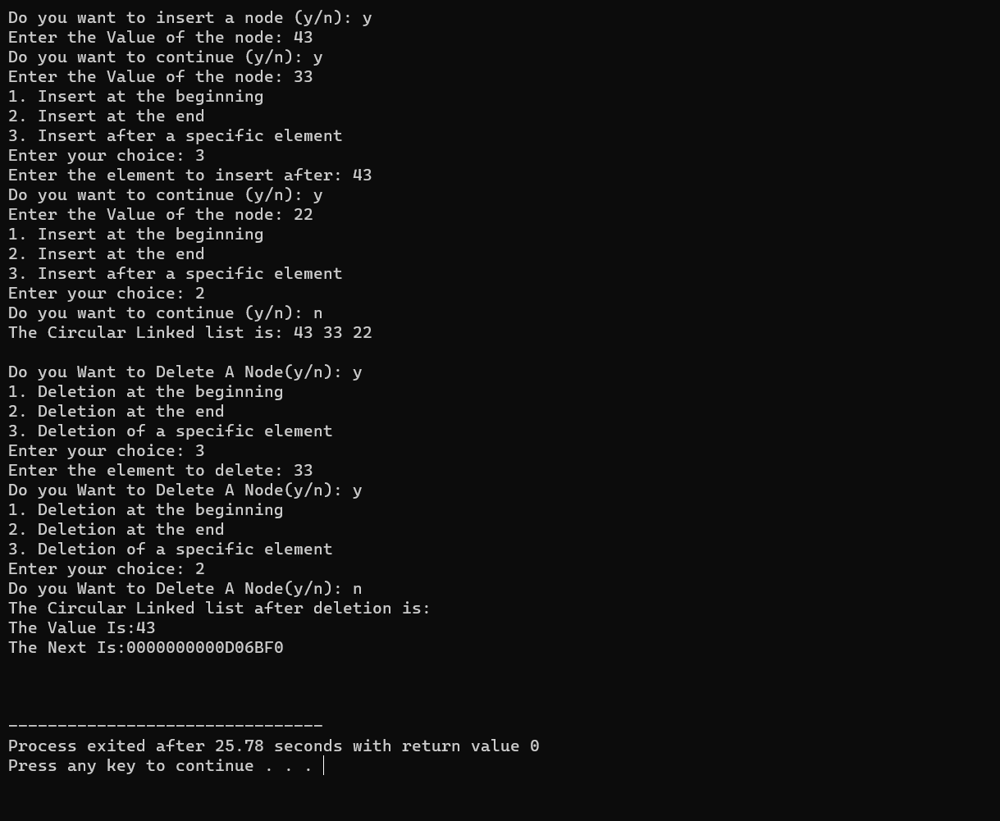 Do you want to insert a node (y/n): y
Enter the Value of the node: 43
Do you want to continue (y/n): y
Enter the Value of the node: 33
1. Insert at the beginning
2. Insert at the end
3. Insert after a specific element
Enter your choice: 3
Enter the element to insert after: 43
Do you want to continue (y/n): y
Enter the Value of the node: 22
1. Insert at the beginning
2. Insert at the end
3. Insert after a specific element
Enter your choice: 2
Do you want to continue (y/n): n
The Circular Linked list is: 43 33 22

Do you Want to Delete A Node(y/n): y
1. Deletion at the beginning
2. Deletion at the end
3. Deletion of a specific element
Enter your choice: 3
Enter the element to delete: 33
Do you Want to Delete A Node(y/n): y
1. Deletion at the beginning
2. Deletion at the end
3. Deletion of a specific element
Enter your choice: 2
Do you Want to Delete A Node(y/n): n
The Circular Linked list after deletion is:
The Value Is:43
The Next Is:0000000000D06BF0

--------------------------------
Process exited after 25.78 seconds with return value 0
Press any key to continue . . .